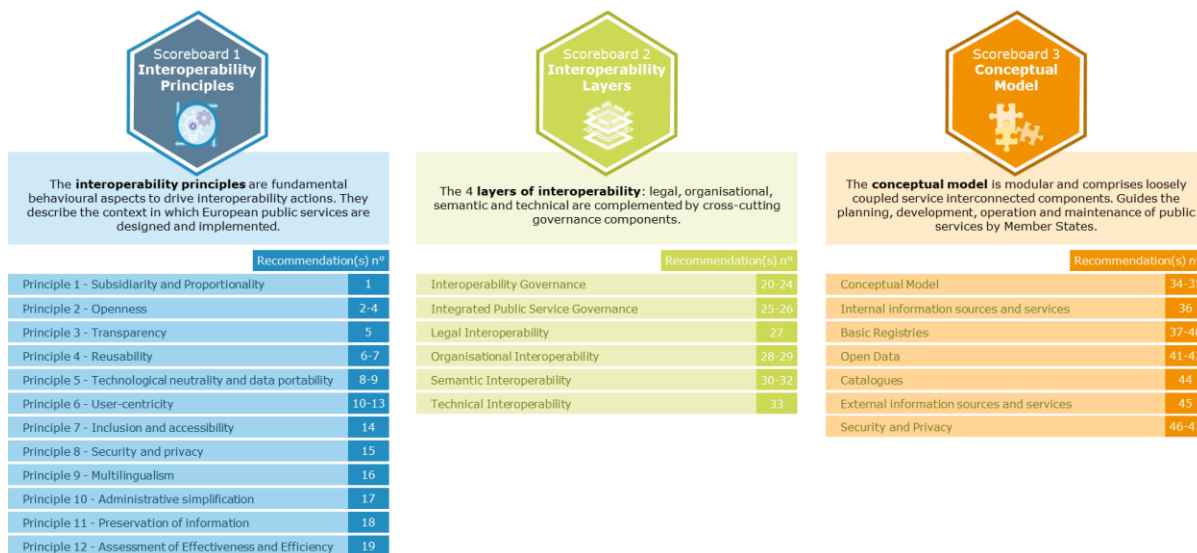 Scoreboard 1
Interoperability
Principles
The interoperability principles are fundamental
behavioural aspects to drive interoperability actions. They
describe the context in which European public services are
designed and implemented.
Recommendation(s) n°
Principle 1 - Subsidiarity and Proportionality 1
Principle 2 - Openness 2-4
Principle 3 - Transparency 5
Principle 4 - Reusability 6-7
Principle 5 - Technological neutrality and data portability 8-9
Principle 6 - User-centricity 10-13
Principle 7 - Inclusion and accessibility 14
Principle 8 - Security and privacy 15
Principle 9 - Multilingualism 16
Principle 10 - Administrative simplification 17
Principle 11 - Preservation of information 18
Principle 12 - Assessment of Effectiveness and Efficiency 19
Scoreboard 2
Interoperability
Layers
The 4 layers of interoperability: legal, organisational,
semantic and technical are complemented by cross-cutting
governance components.
Recommendation(s) n°
Interoperability Governance 20-24
Integrated Public Service Governance 25-26
Legal Interoperability 27
Organisational Interoperability 28-29
Semantic Interoperability 30-32
Technical Interoperability 33
Scoreboard 3
Conceptual
Model
The conceptual model is modular and comprises loosely
coupled service interconnected components. Guides the
planning, development, operation and maintenance of public
services by Member States.
Recommendation(s) n°
Conceptual Model 34-35
Internal information sources and services 36
Basic Registries 37-40
Open Data 41-43
Catalogues 44
External information sources and services 45
Security and Privacy 46-47